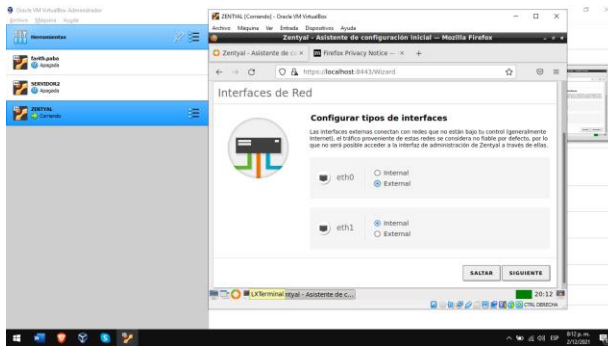 Oracle VM VirtualBox Administrador
Archivo Máquina Ayuda
Herramientas
farith.pabo
Apagada
SERVIDOR2
Apagada
ZENTYAL
Corriendo
ZENTYAL [Corriendo] - Oracle VM VirtualBox
Archivo Máquina Ver Entrada Dispositivos Ayuda
Zentyal - Asistente de configuración inicial — Mozilla Firefox
Zentyal - Asistente de co
Firefox Privacy Notice —
https://localhost:8443/Wizard
Interfaces de Red
Configurar tipos de interfaces
Las interfaces externas conectan con redes que no están bajo tu control (generalmente
Internet), el tráfico proveniente de estas redes se considera no fiable por defecto, por lo
que no será posible acceder a la interfaz de administración de Zentyal a través de ellas.
eth0
Internal
External
eth1
Internal
External
SALTAR SIGUIENTE
LXTerminal ntyal - Asistente de c...
20:12
CTRL DERECHA
ESP
8:12 p. m.
2/12/2021